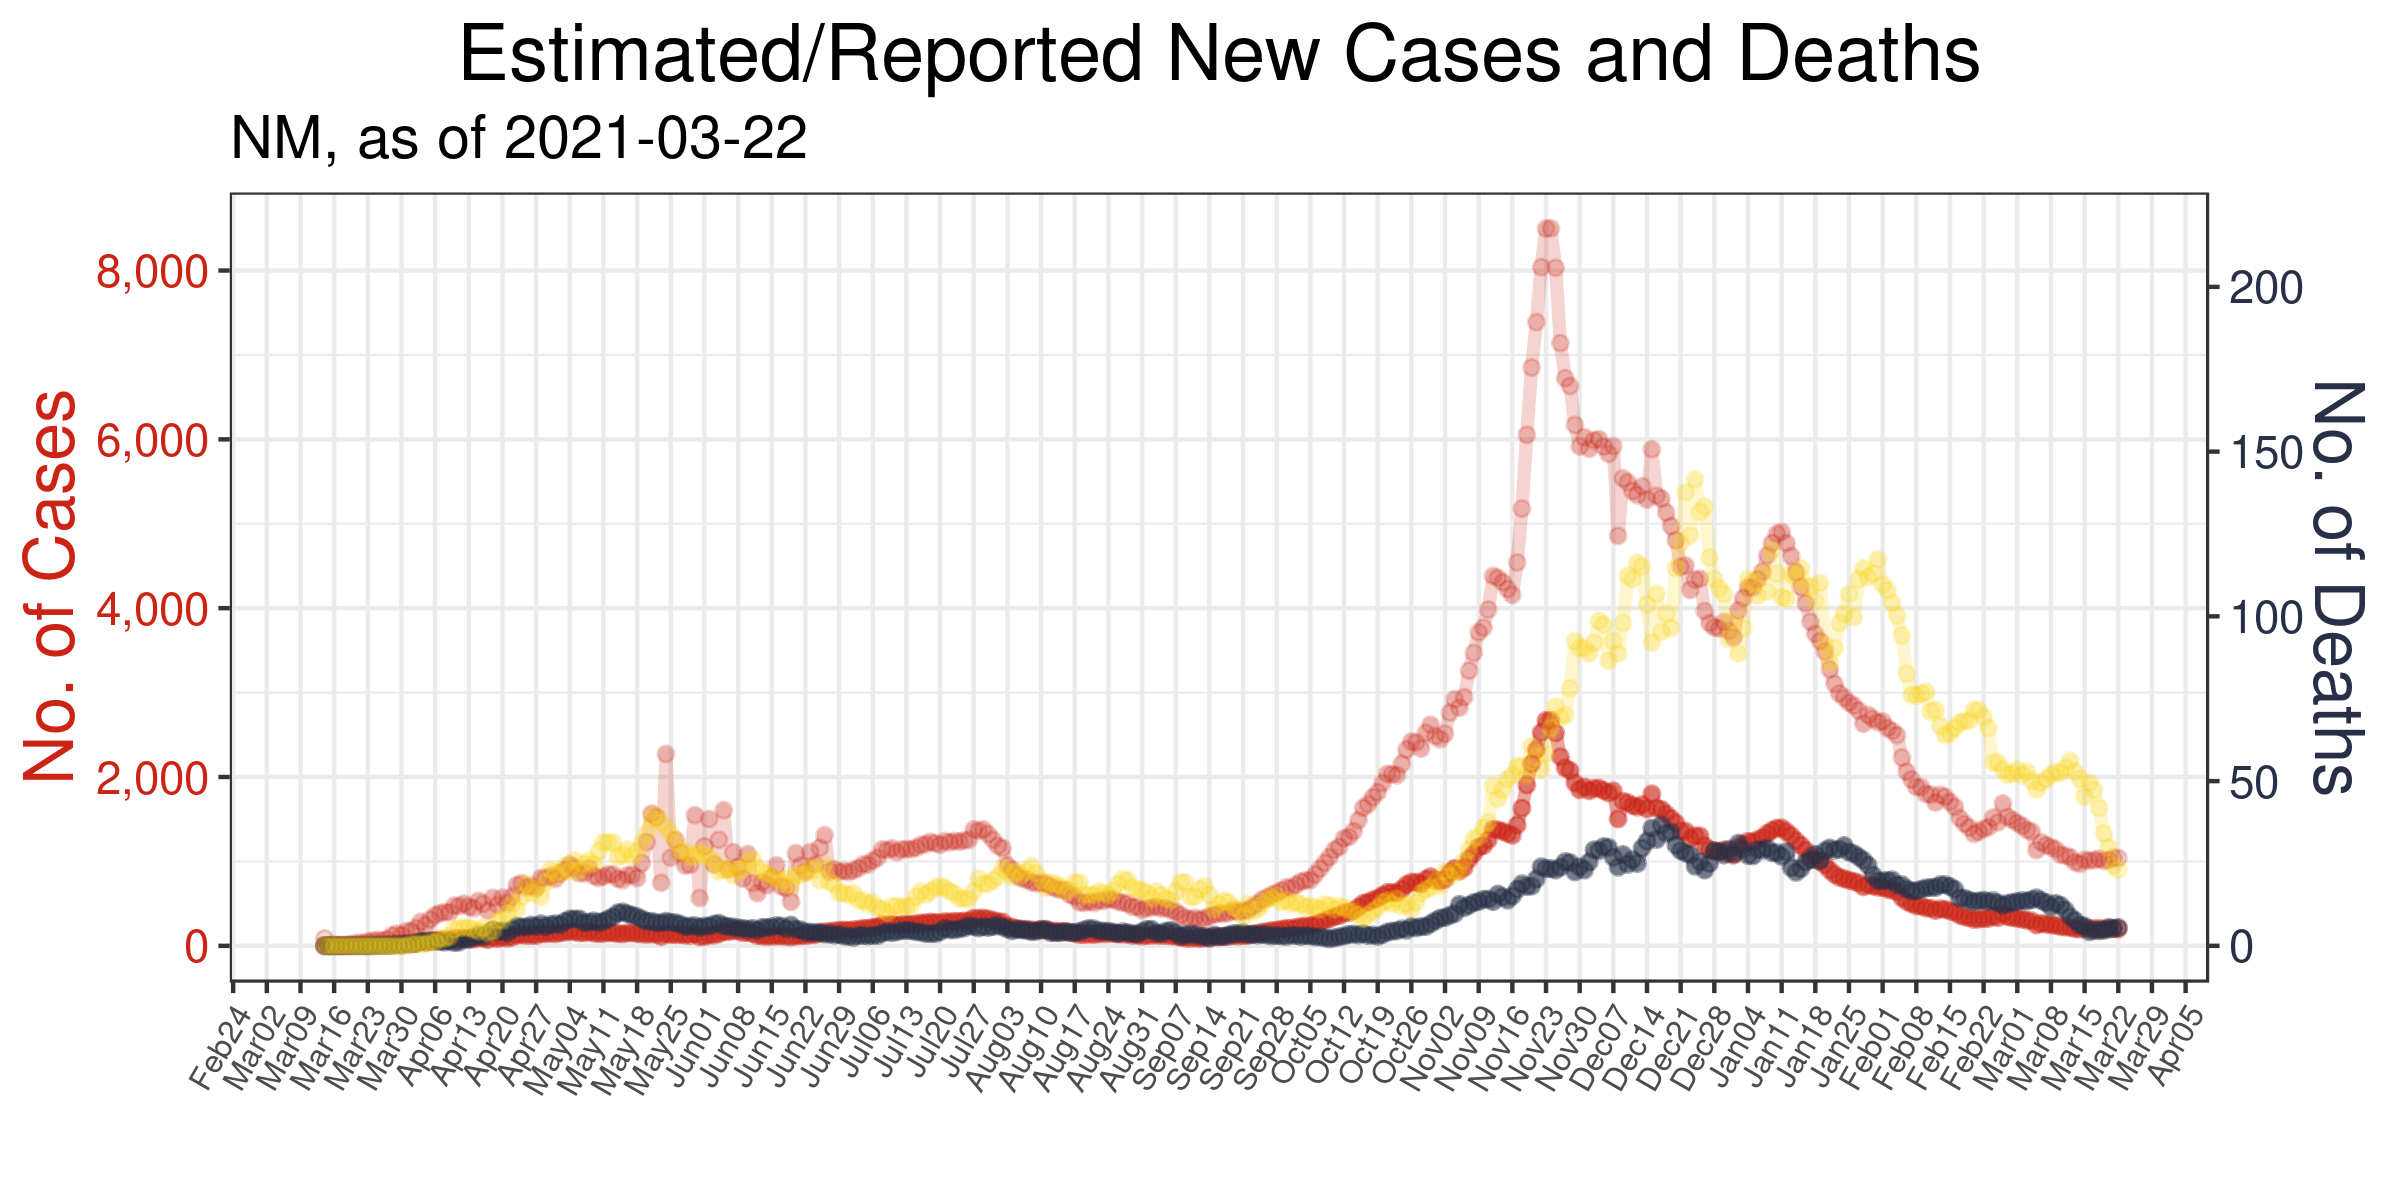 Estimated/Reported New Cases and Deaths
NM, as of 2021-03-22
No. of Cases
8,000
6,000
4,000
2,000
0
200
150
100
50
0
No. of Deaths
Feb24
Mar02
Mar09
Mar16
Mar23
Mar30
Apr06
Apr13
Apr20
Apr27
May04
May11
May18
May25
Jun01
Jun08
Jun15
Jun22
Jun29
Jul06
Jul13
Jul20
Jul27
Aug03
Aug10
Aug17
Aug24
Aug31
Sep07
Sep14
Sep21
Sep28
Oct05
Oct12
Oct19
Oct26
Nov02
Nov09
Nov16
Nov23
Nov30
Dec07
Dec14
Dec21
Dec28
Jan04
Jan11
Jan18
Jan25
Feb01
Feb08
Feb15
Feb22
Mar01
Mar08
Mar15
Mar22
Mar29
Apr05